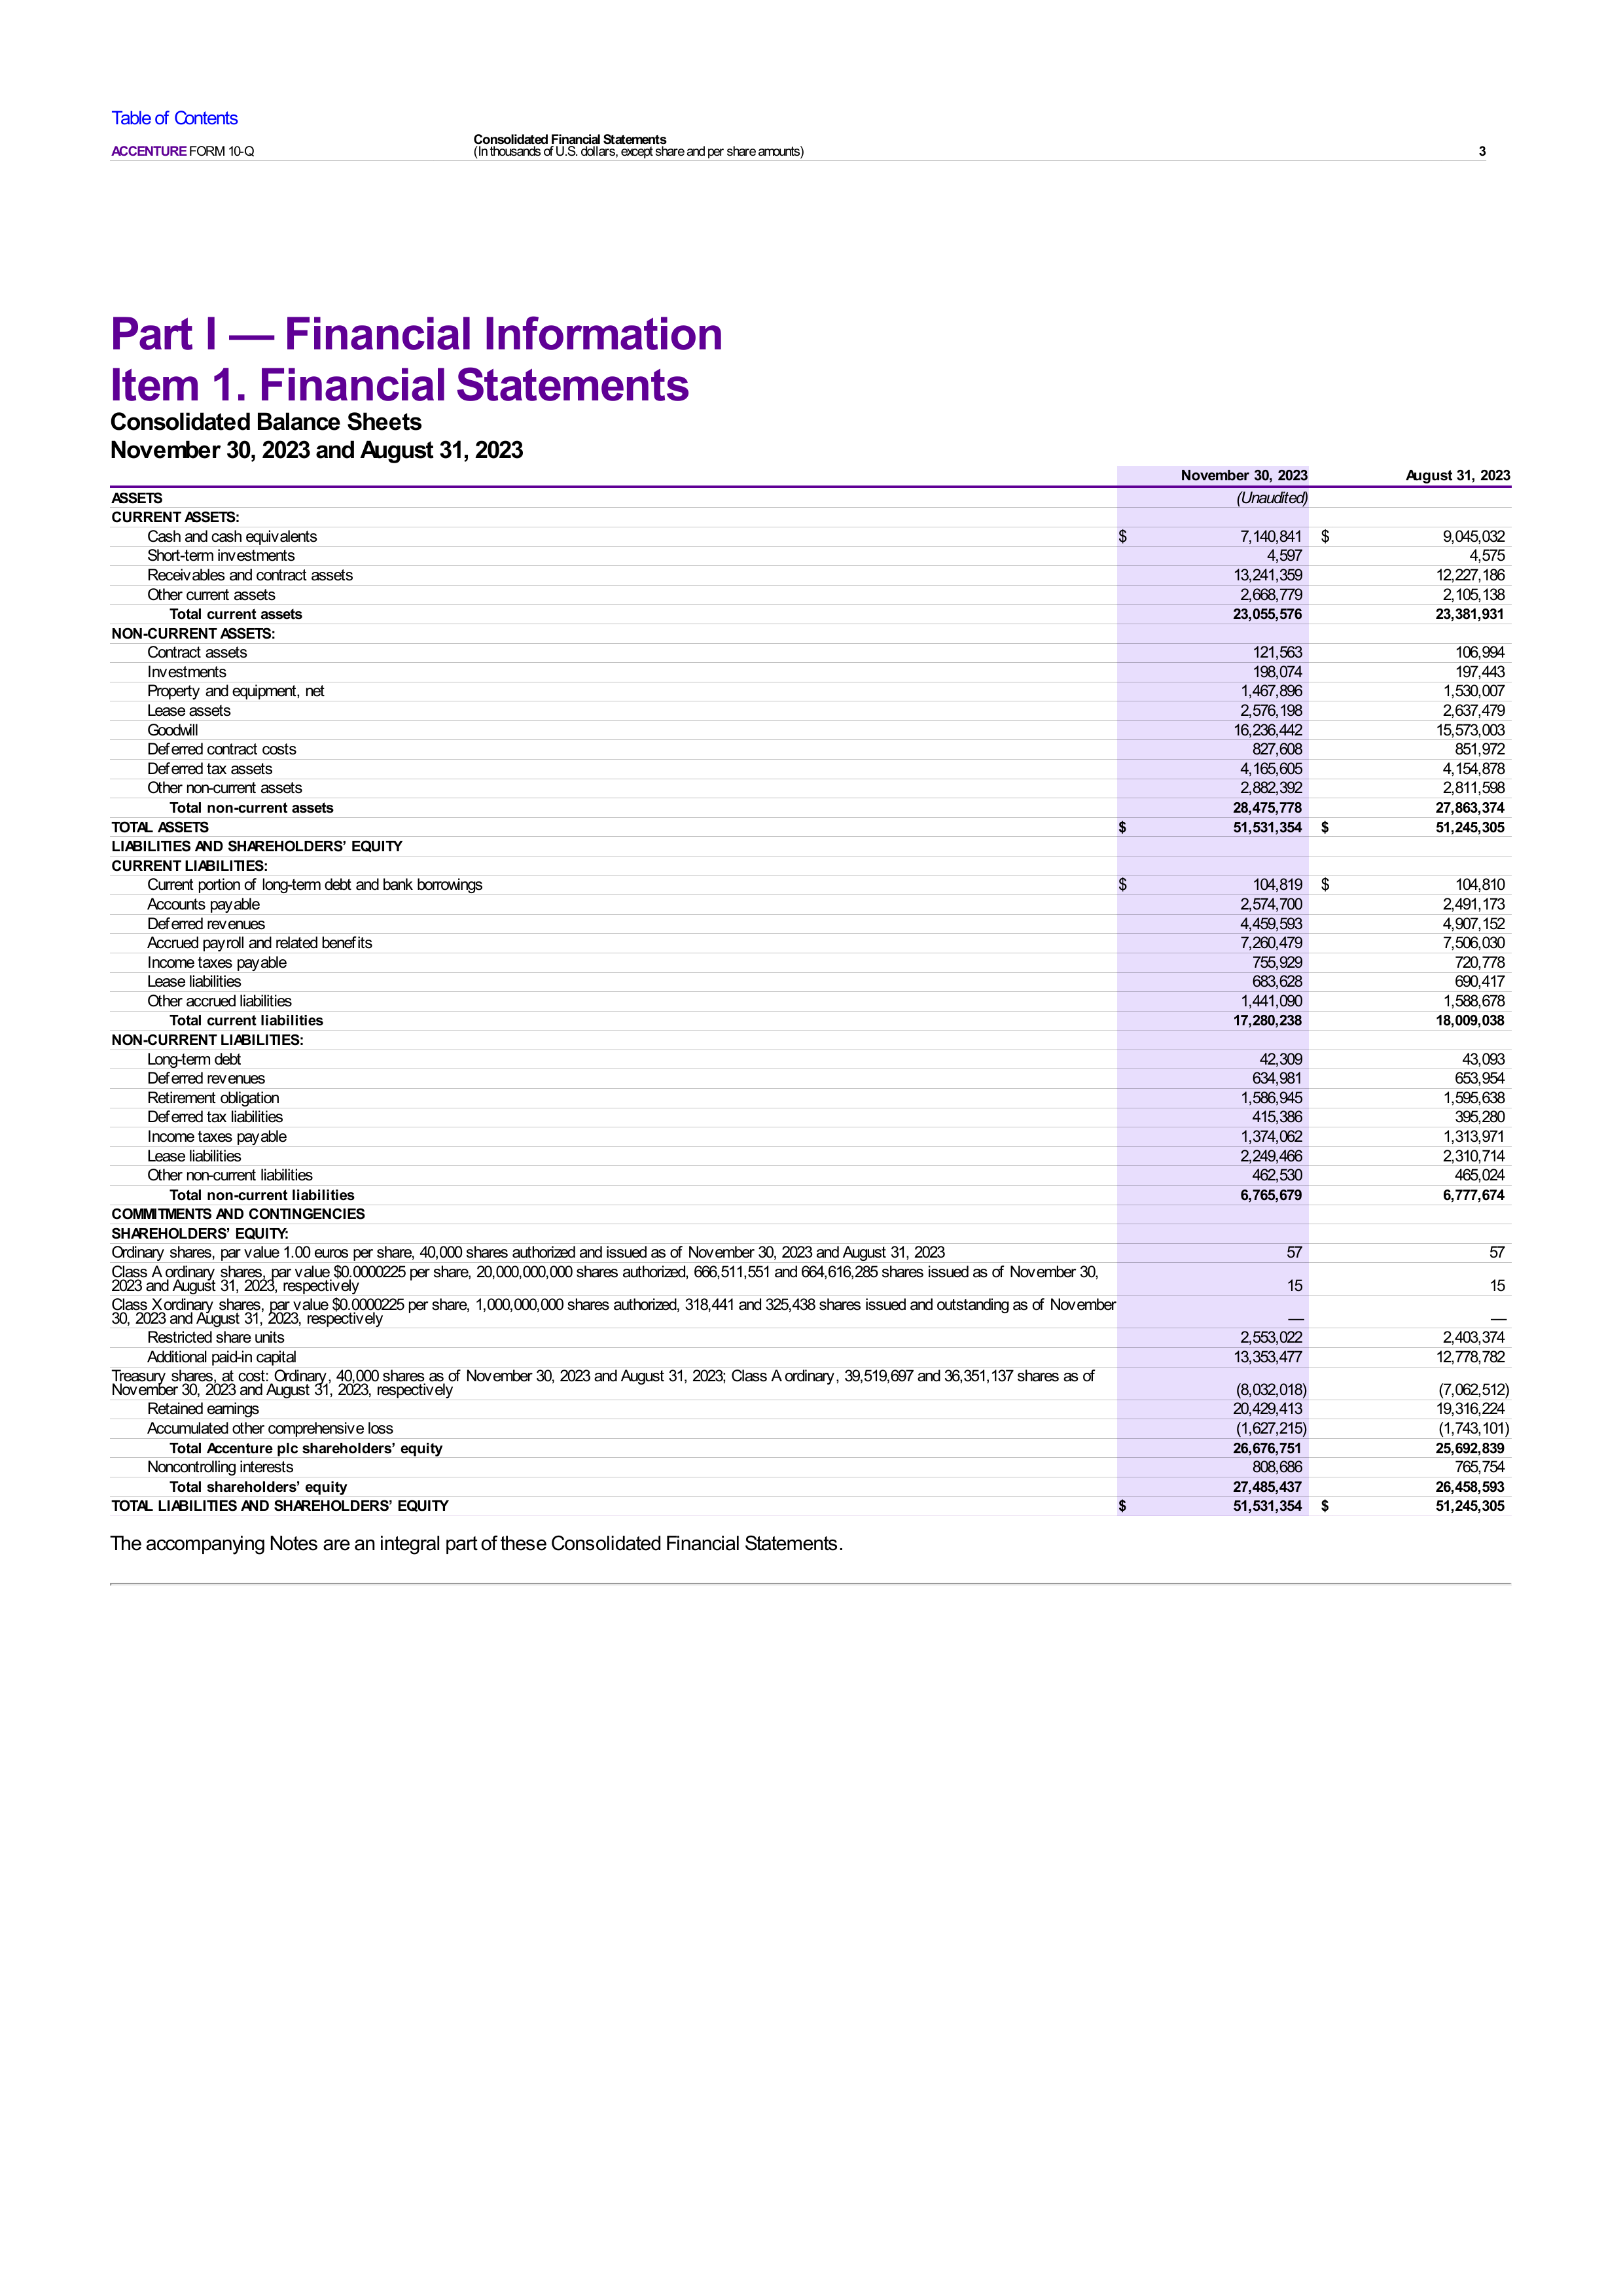 Table of Contents
Consolidated Financial Statements
ACCENTURE FORM 10-Q (In thousands of U.S. dollars, except share and per share amounts) 3
Part I — Financial Information
Item 1. Financial Statements
Consolidated Balance Sheets
November 30, 2023 and August 31, 2023
November 30, 2023 August 31, 2023
ASSETS (Unaudited)
CURRENT ASSETS:
Cash and cash equivalents $ 7,140,841 $ 9,045,032
Short-term investments 4,597 4,575
Receivables and contract assets 13,241,359 12,227,186
Other current assets 2,668,779 2,105,138
Total current assets 23,055,576 23,381,931
NON-CURRENT ASSETS:
Contract assets 121,563 106,994
Investments 198,074 197,443
Property and equipment, net 1,467,896 1,530,007
Lease assets 2,576,198 2,637,479
Goodwill 16,236,442 15,573,003
Deferred contract costs 827,608 851,972
Deferred tax assets 4,165,605 4,154,878
Other non-current assets 2,882,392 2,811,598
Total non-current assets 28,475,778 27,863,374
TOTAL ASSETS $ 51,531,354 $ 51,245,305
LIABILITIES AND SHAREHOLDERS’ EQUITY
CURRENT LIABILITIES:
Current portion of long-term debt and bank borrowings $ 104,819 $ 104,810
Accounts payable 2,574,700 2,491,173
Deferred revenues 4,459,593 4,907,152
Accrued payroll and related benefits 7,260,479 7,506,030
Income taxes payable 755,929 720,778
Lease liabilities 683,628 690,417
Other accrued liabilities 1,441,090 1,588,678
Total current liabilities 17,280,238 18,009,038
NON-CURRENT LIABILITIES:
Long-term debt 42,309 43,093
Deferred revenues 634,981 653,954
Retirement obligation 1,586,945 1,595,638
Deferred tax liabilities 415,386 395,280
Income taxes payable 1,374,062 1,313,971
Lease liabilities 2,249,466 2,310,714
Other non-current liabilities 462,530 465,024
Total non-current liabilities 6,765,679 6,777,674
COMMITMENTS AND CONTINGENCIES
SHAREHOLDERS’ EQUITY:
Ordinary shares, par value 1.00 euros per share, 40,000 shares authorized and issued as of November 30, 2023 and August 31, 2023 57 57
Class A ordinary shares, par value $0.0000225 per share, 20,000,000,000 shares authorized, 666,511,551 and 664,616,285 shares issued as of November 30,
2023 and August 31, 2023, respectively 15 15
Class X ordinary shares, par value $0.0000225 per share, 1,000,000,000 shares authorized, 318,441 and 325,438 shares issued and outstanding as of November
30, 2023 and August 31, 2023, respectively — —
Restricted share units 2,553,022 2,403,374
Additional paid-in capital 13,353,477 12,778,782
Treasury shares, at cost: Ordinary, 40,000 shares as of November 30, 2023 and August 31, 2023; Class A ordinary, 39,519,697 and 36,351,137 shares as of
November 30, 2023 and August 31, 2023, respectively (8,032,018) (7,062,512)
Retained earnings 20,429,413 19,316,224
Accumulated other comprehensive loss (1,627,215) (1,743,101)
Total Accenture plc shareholders’ equity 26,676,751 25,692,839
Noncontrolling interests 808,686 765,754
Total shareholders’ equity 27,485,437 26,458,593
TOTAL LIABILITIES AND SHAREHOLDERS’ EQUITY $ 51,531,354 $ 51,245,305
The accompanying Notes are an integral part of these Consolidated Financial Statements.